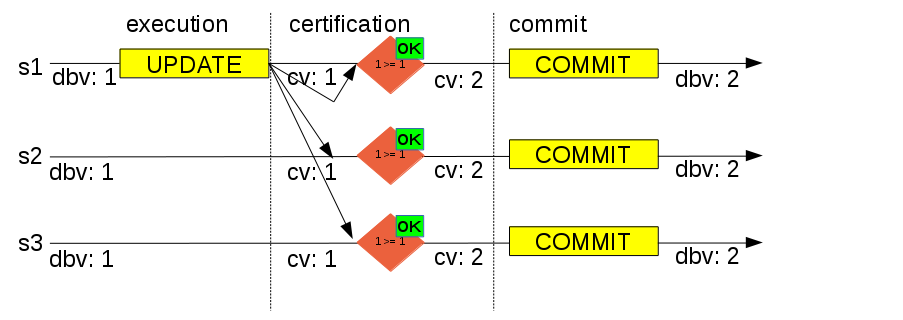 execution certification commit
s1 dbv: 1 UPDATE cv: 1 1 >= 1 OK cv: 2 COMMIT dbv: 2
s2 dbv: 1 cv: 1 1 >= 1 OK cv: 2 COMMIT dbv: 2
s3 dbv: 1 cv: 1 1 >= 1 OK cv: 2 COMMIT dbv: 2